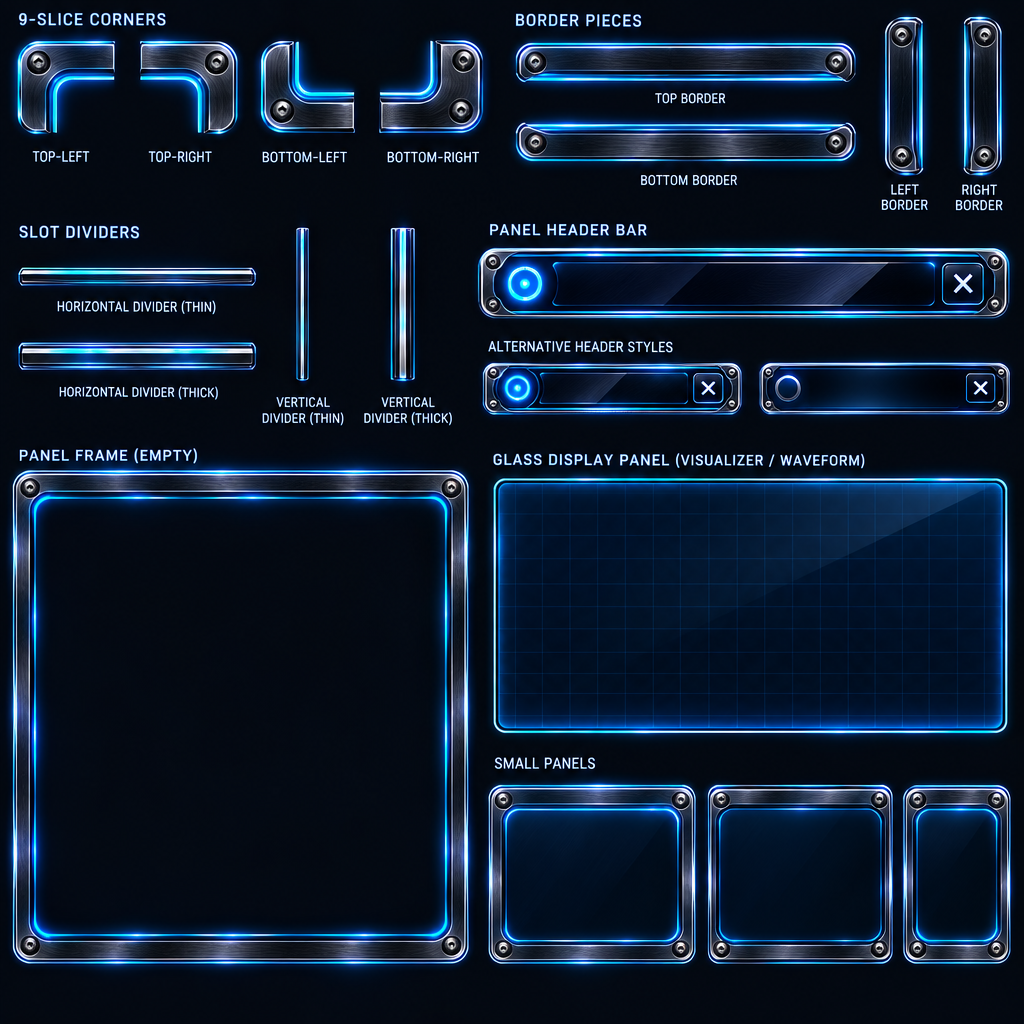 9-SLICE CORNERS
TOP-LEFT
TOP-RIGHT
BOTTOM-LEFT
BOTTOM-RIGHT
BORDER PIECES
TOP BORDER
BOTTOM BORDER
LEFT
BORDER
RIGHT
BORDER
SLOT DIVIDERS
HORIZONTAL DIVIDER (THIN)
HORIZONTAL DIVIDER (THICK)
VERTICAL
DIVIDER (THIN)
VERTICAL
DIVIDER (THICK)
PANEL HEADER BAR
ALTERNATIVE HEADER STYLES
PANEL FRAME (EMPTY)
GLASS DISPLAY PANEL (VISUALIZER / WAVEFORM)
SMALL PANELS